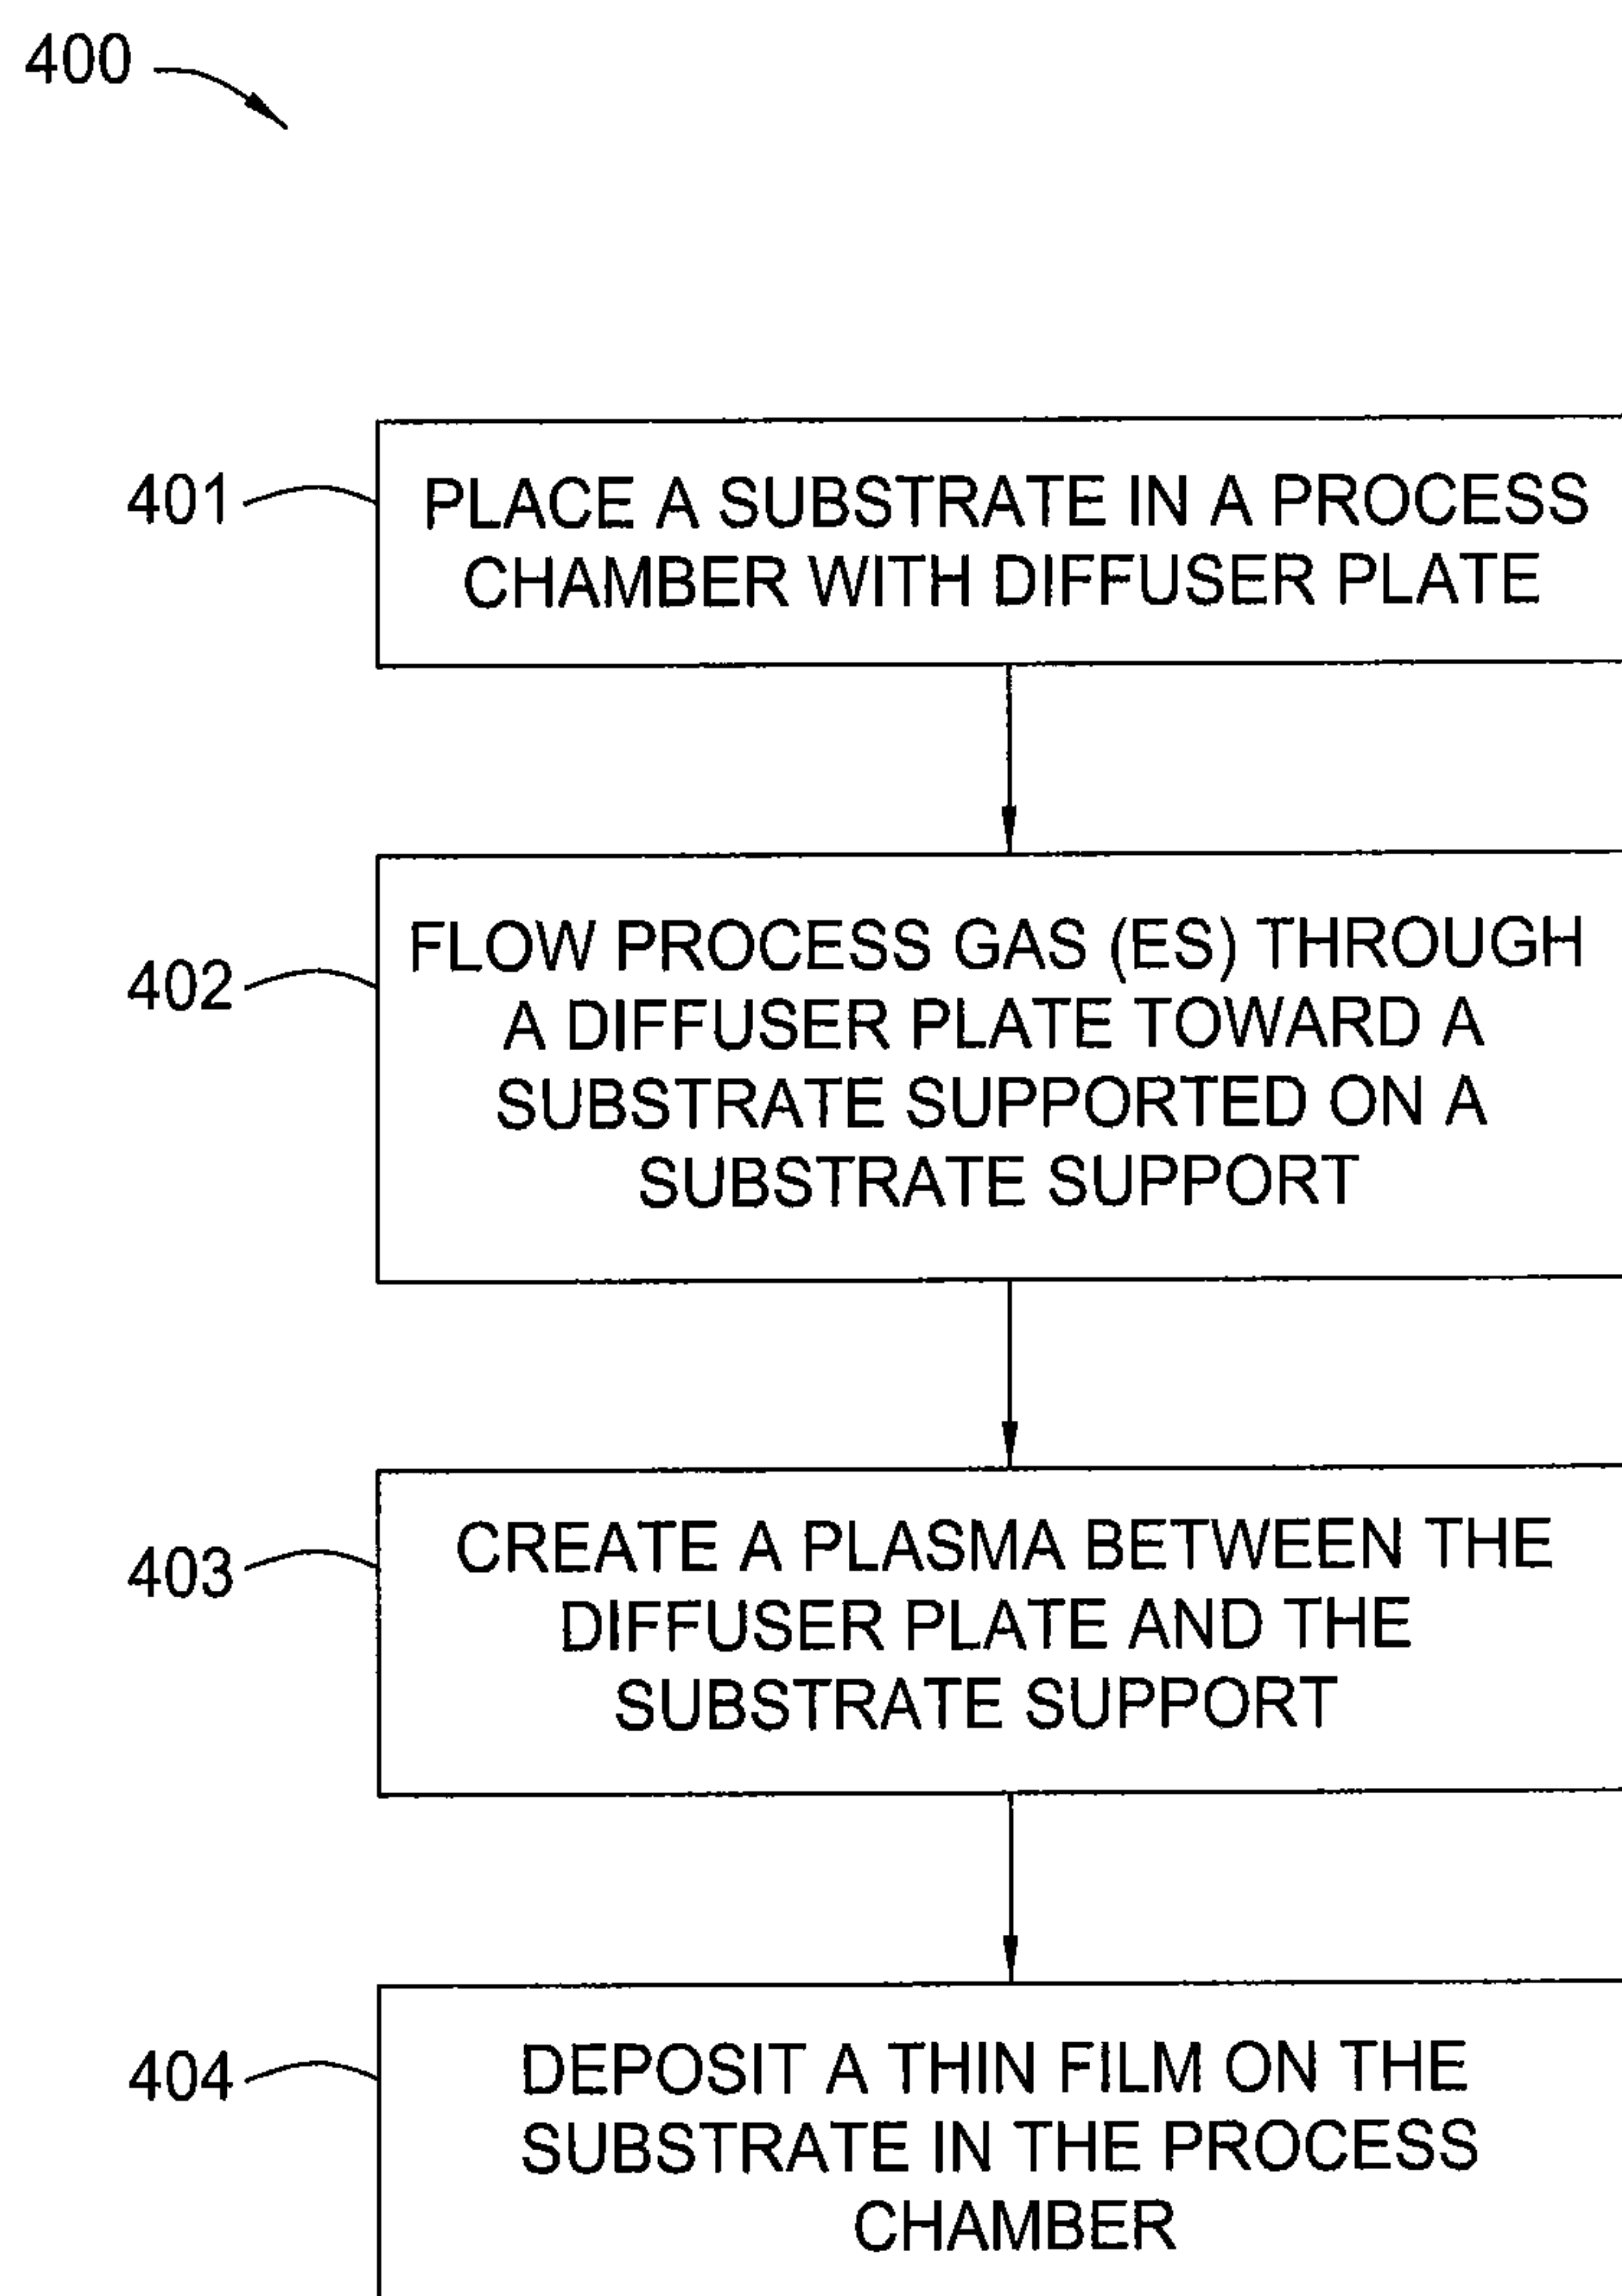 400
401
PLACE A SUBSTRATE IN A PROCESS
CHAMBER WITH DIFFUSER PLATE
402
FLOW PROCESS GAS (ES) THROUGH
A DIFFUSER PLATE TOWARD A
SUBSTRATE SUPPORTED ON A
SUBSTRATE SUPPORT
403
CREATE A PLASMA BETWEEN THE
DIFFUSER PLATE AND THE
SUBSTRATE SUPPORT
404
DEPOSIT A THIN FILM ON THE
SUBSTRATE IN THE PROCESS
CHAMBER